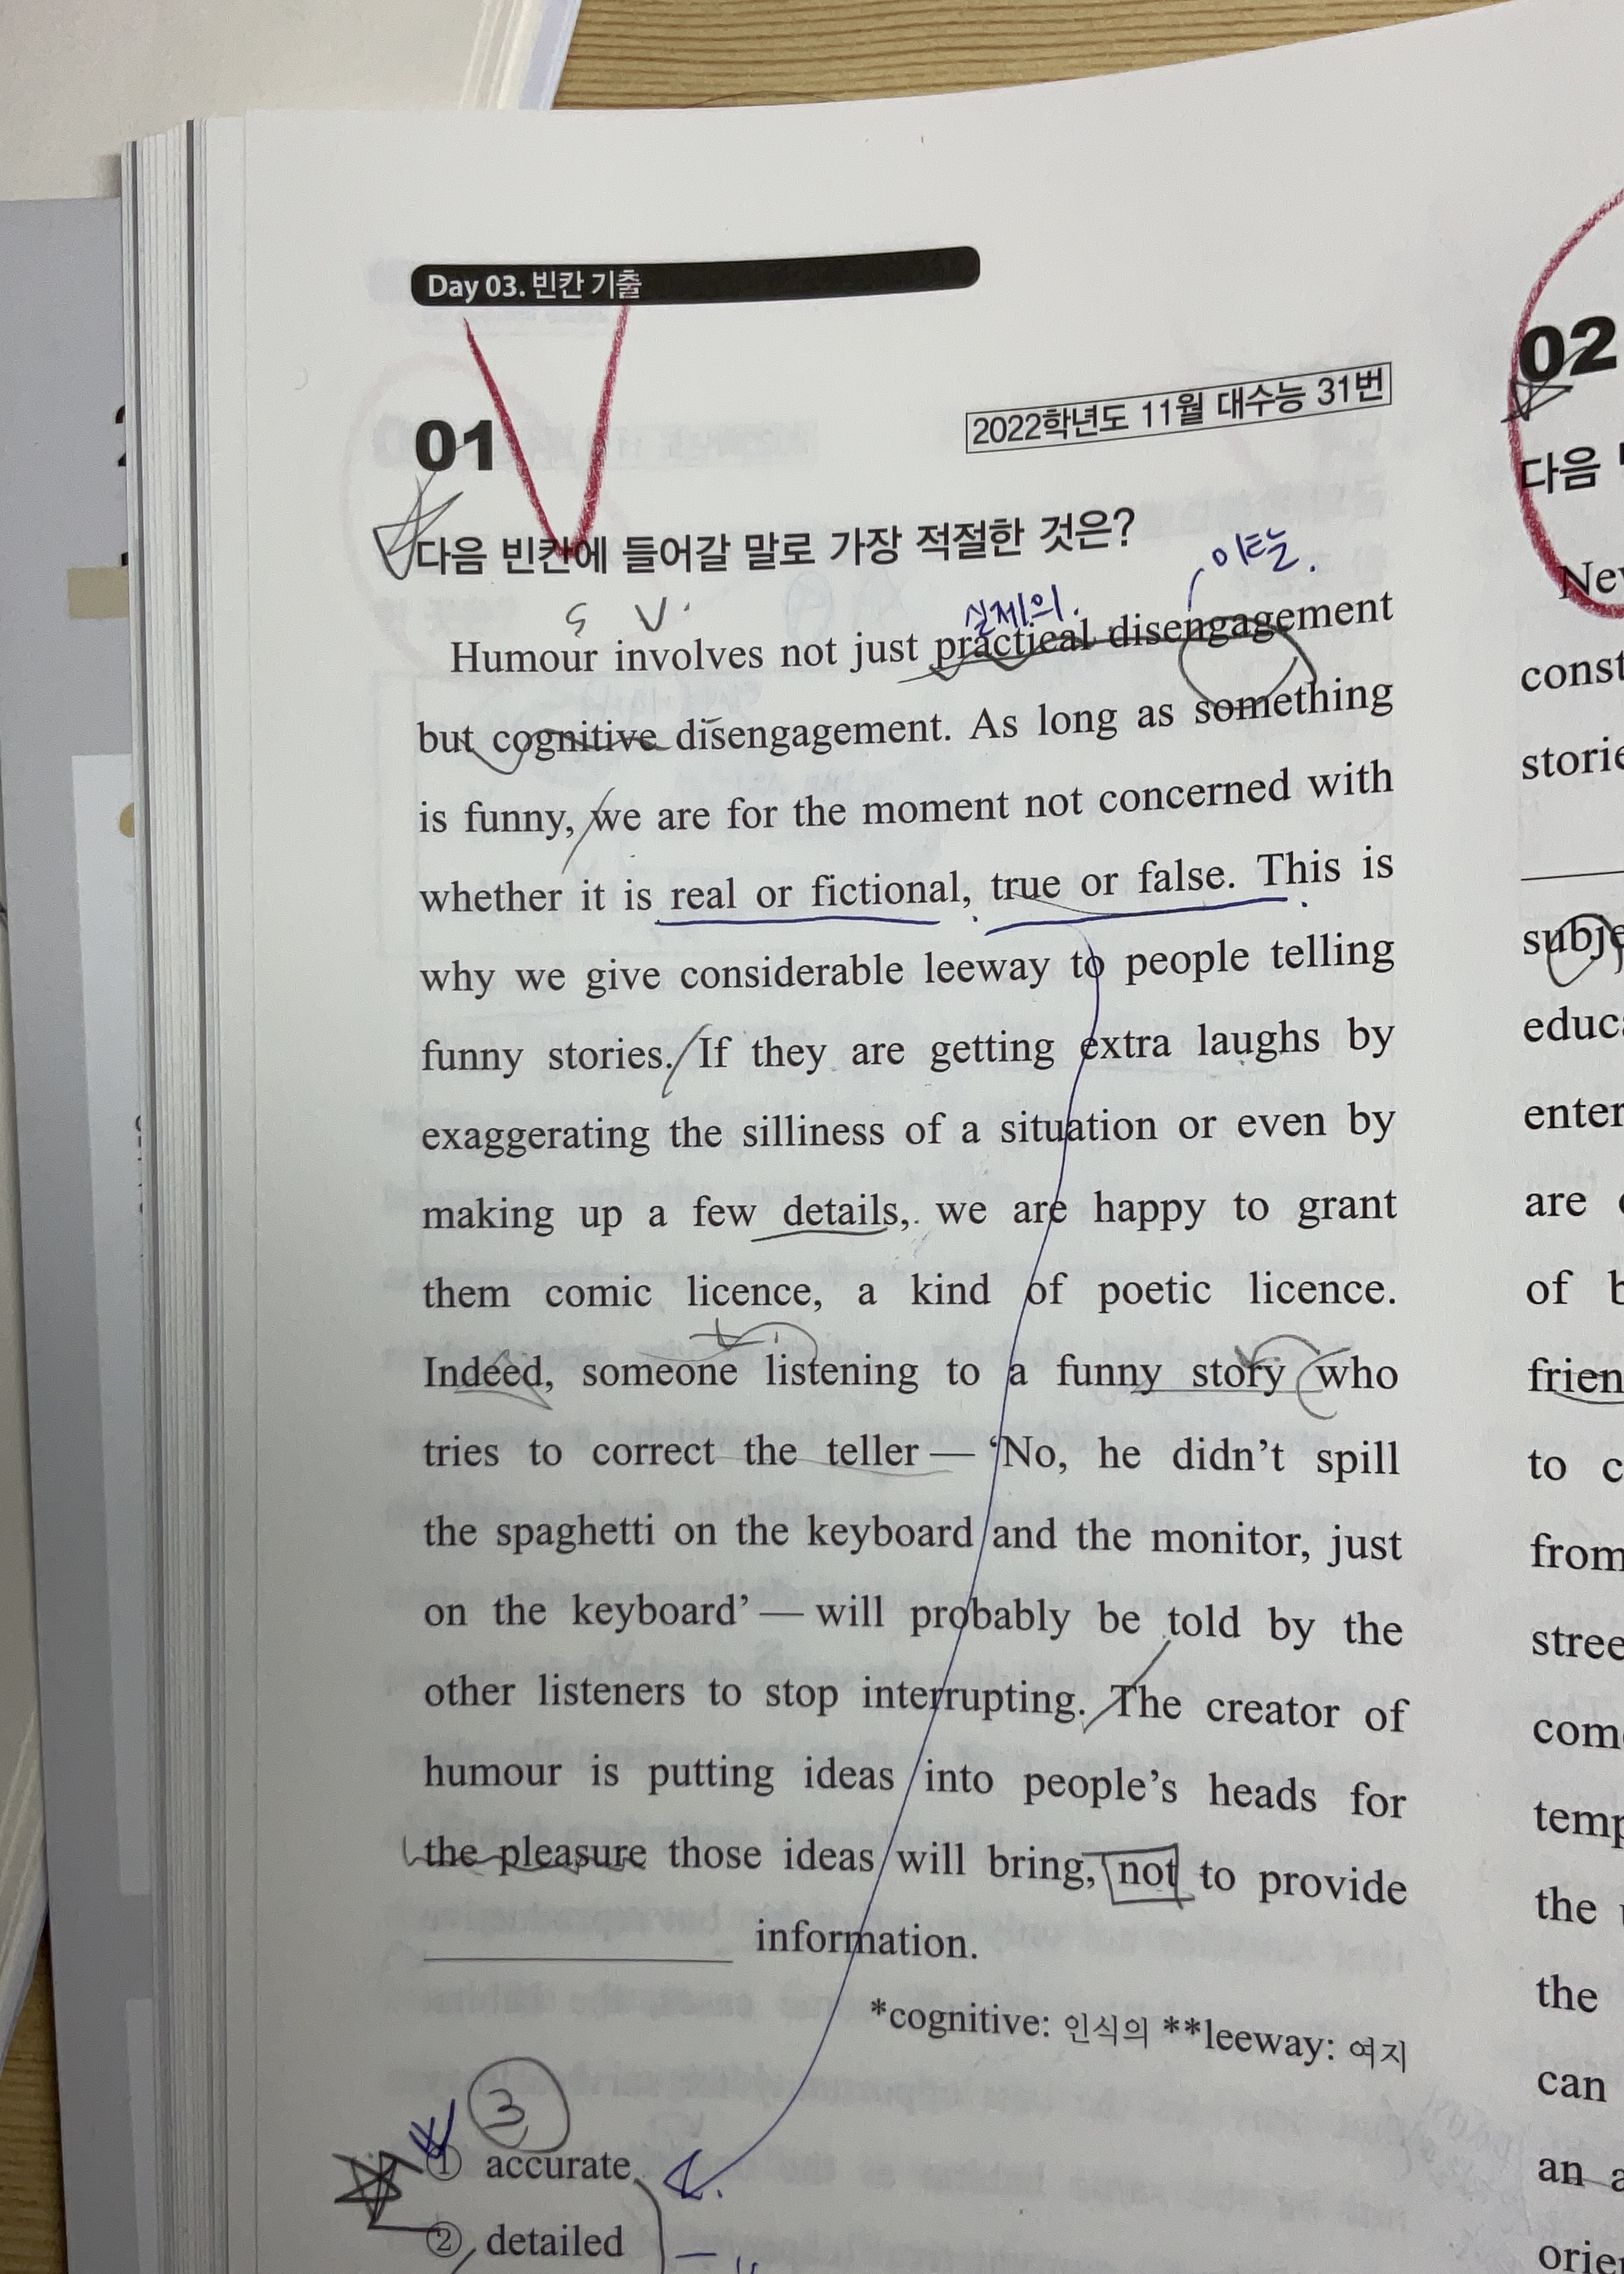 Day 03. 빈칸 기출
01
2022학년도 11월 대수능 31번
다음 빈칸에 들어갈 말로 가장 적절한 것은?
S V
실제의. 이탈.
Humour involves not just practical disengagement
but cognitive disengagement. As long as something
is funny, we are for the moment not concerned with
whether it is real or fictional, true or false. This is
why we give considerable leeway to people telling
funny stories. If they are getting extra laughs by
exaggerating the silliness of a situation or even by
making up a few details, we are happy to grant
them comic licence, a kind of poetic licence.
Indeed, someone listening to a funny story who
tries to correct the teller — ‘No, he didn’t spill
the spaghetti on the keyboard and the monitor, just
on the keyboard’ — will probably be told by the
other listeners to stop interrupting. The creator of
humour is putting ideas into people’s heads for
the pleasure those ideas will bring, not to provide
__________ information.
*cognitive: 인식의 **leeway: 여지
3
① accurate
② detailed
02
다음
const
are
of
to
from
the
the
can
an